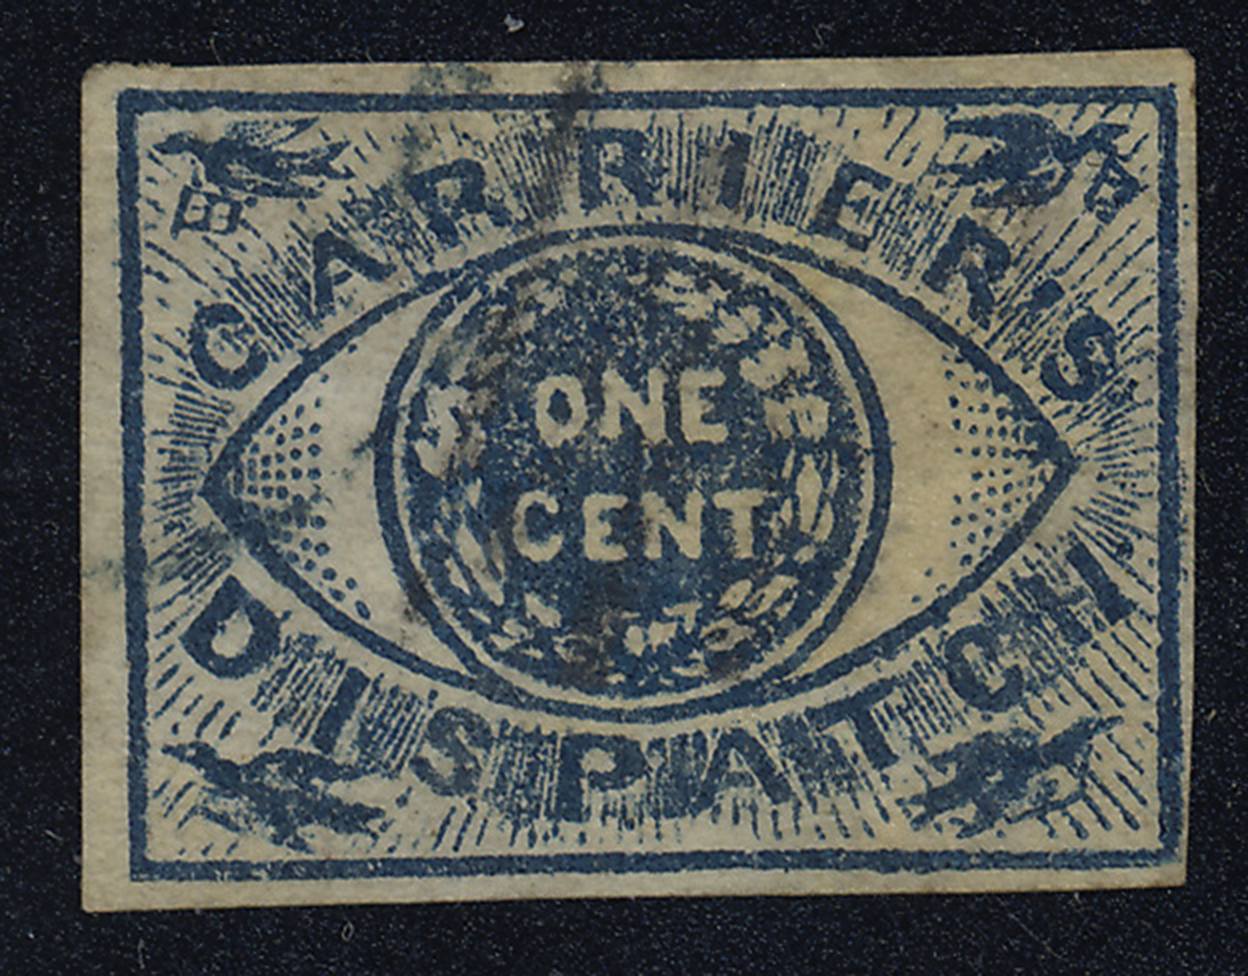 CARRIER'S
ONE
CENT
DISPATCH.